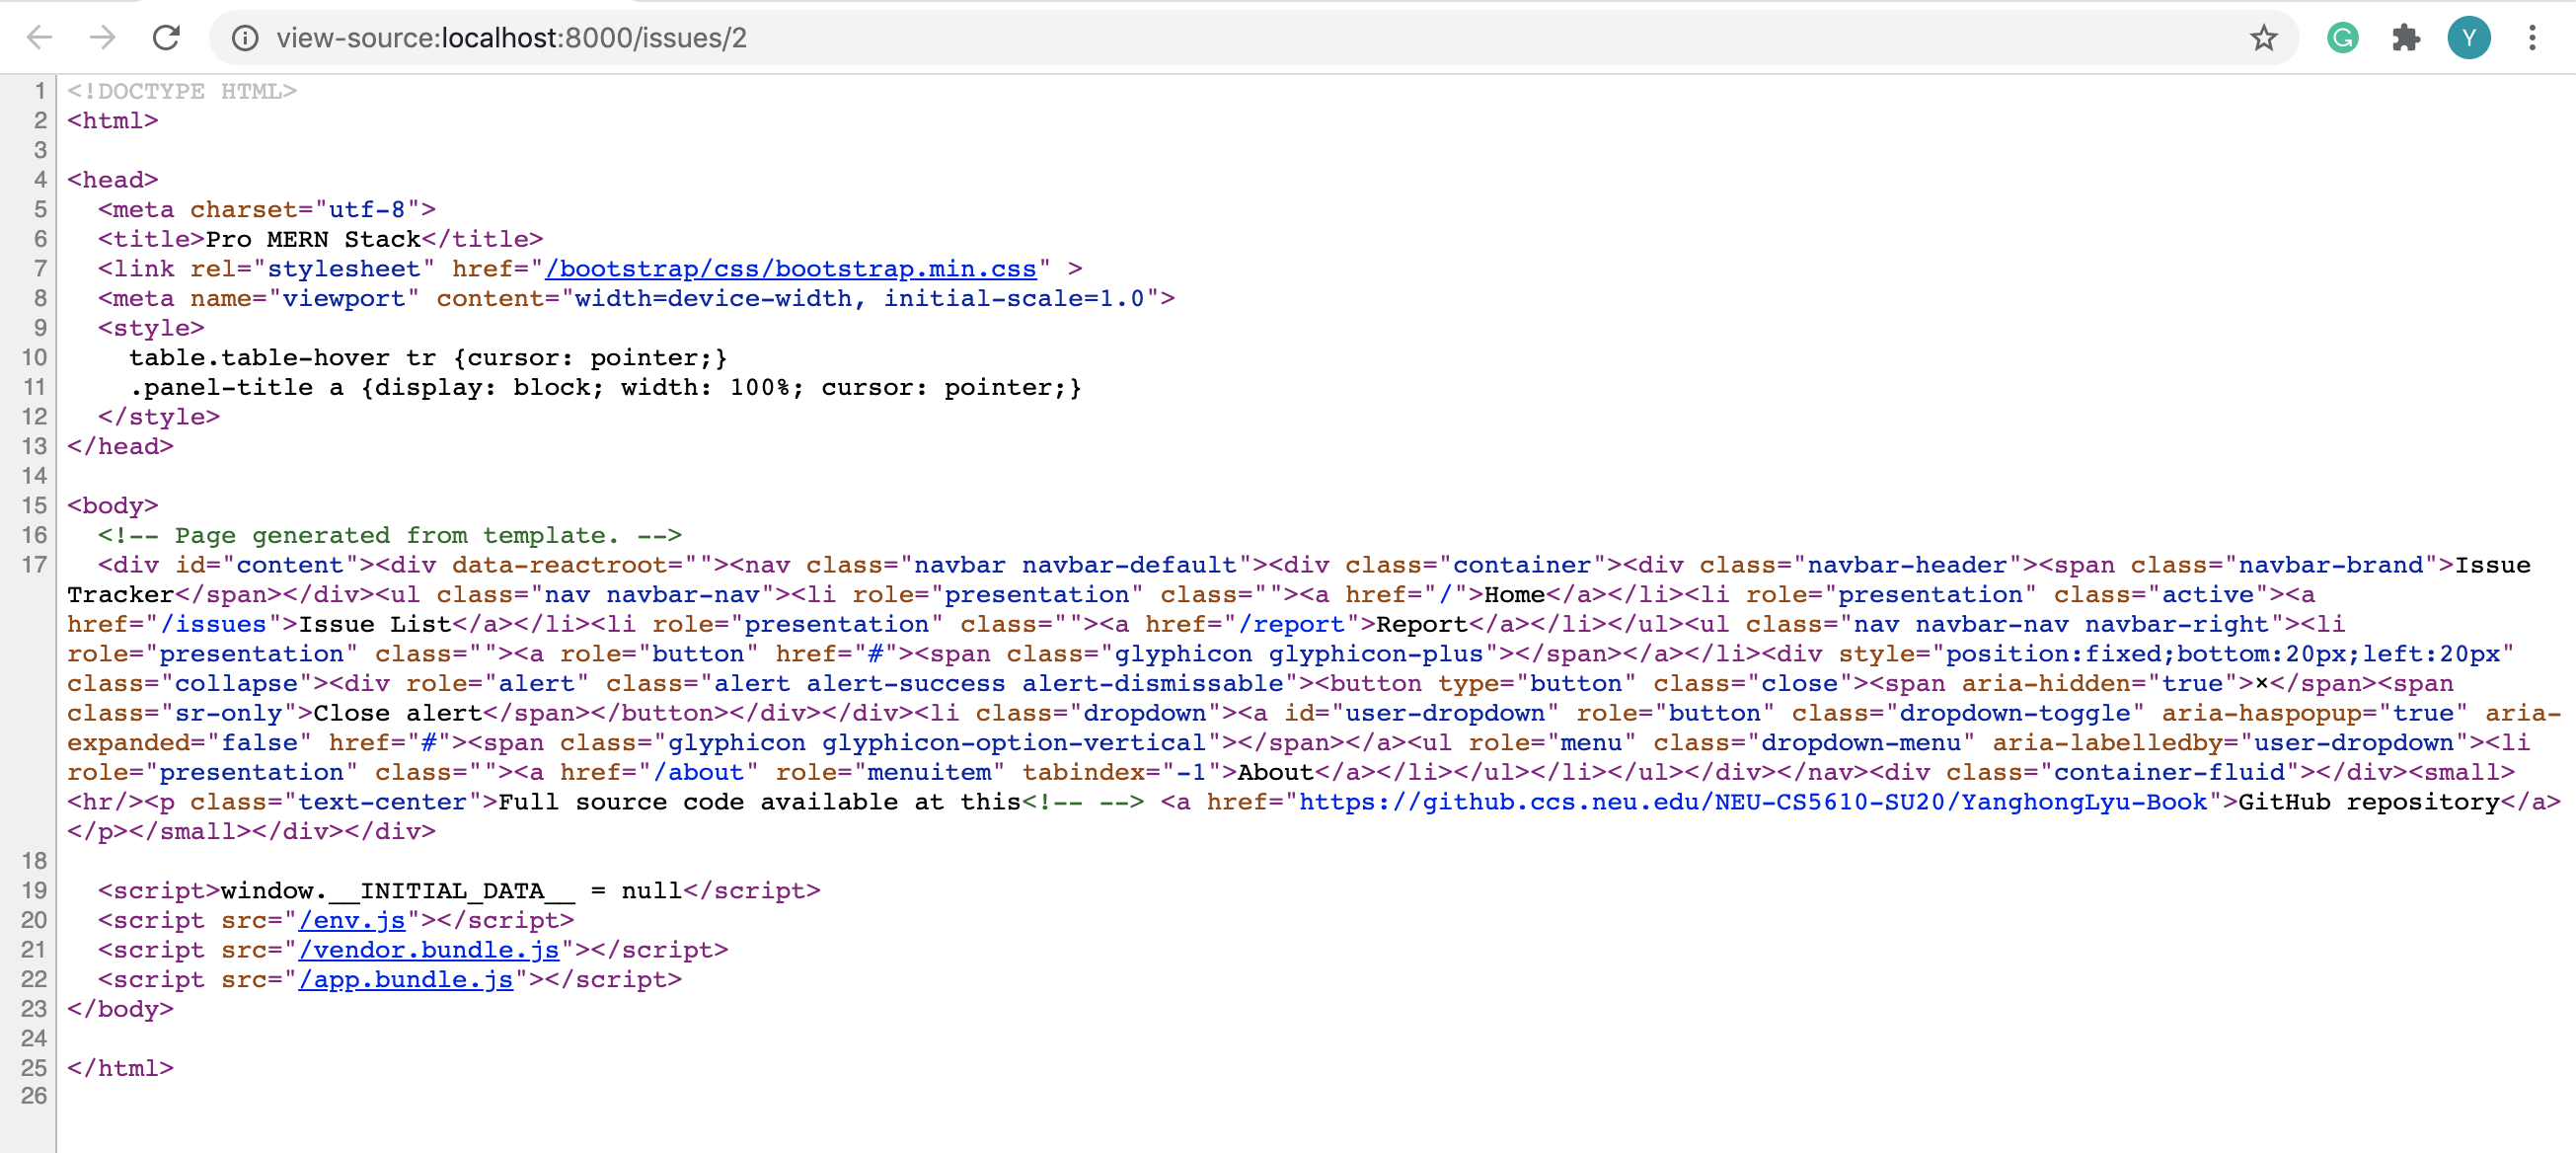 view-source:localhost:8000/issues/2
Y
1 <!DOCTYPE HTML>
2 <html>
3
4 <head>
5   <meta charset="utf-8">
6   <title>Pro MERN Stack</title>
7   <link rel="stylesheet" href="/bootstrap/css/bootstrap.min.css" >
8   <meta name="viewport" content="width=device-width, initial-scale=1.0">
9   <style>
10     table.table-hover tr {cursor: pointer;}
11     .panel-title a {display: block; width: 100%; cursor: pointer;}
12   </style>
13 </head>
14
15 <body>
16   <!-- Page generated from template. -->
17   <div id="content"><div data-reactroot=""><nav class="navbar navbar-default"><div class="container"><div class="navbar-header"><span class="navbar-brand">Issue
Tracker</span></div><ul class="nav navbar-nav"><li role="presentation" class=""><a href="/">Home</a></li><li role="presentation" class="active"><a
href="/issues">Issue List</a></li><li role="presentation" class=""><a href="/report">Report</a></li></ul><ul class="nav navbar-nav navbar-right"><li
role="presentation" class=""><a role="button" href="#"><span class="glyphicon glyphicon-plus"></span></a></li><div style="position:fixed;bottom:20px;left:20px"
class="collapse"><div role="alert" class="alert alert-success alert-dismissable"><button type="button" class="close"><span aria-hidden="true">×</span><span
class="sr-only">Close alert</span></button></div></div><li class="dropdown"><a id="user-dropdown" role="button" class="dropdown-toggle" aria-haspopup="true" aria-
expanded="false" href="#"><span class="glyphicon glyphicon-option-vertical"></span></a><ul role="menu" class="dropdown-menu" aria-labelledby="user-dropdown"><li
role="presentation" class=""><a href="/about" role="menuitem" tabindex="-1">About</a></li></ul></li></ul></div></nav><div class="container-fluid"></div><small>
<hr/><p class="text-center">Full source code available at this<!-- --> <a href="https://github.ccs.neu.edu/NEU-CS5610-SU20/YanghongLyu-Book">GitHub repository</a>
</p></small></div></div>
18
19   <script>window.__INITIAL_DATA__ = null</script>
20   <script src="/env.js"></script>
21   <script src="/vendor.bundle.js"></script>
22   <script src="/app.bundle.js"></script>
23 </body>
24
25 </html>
26